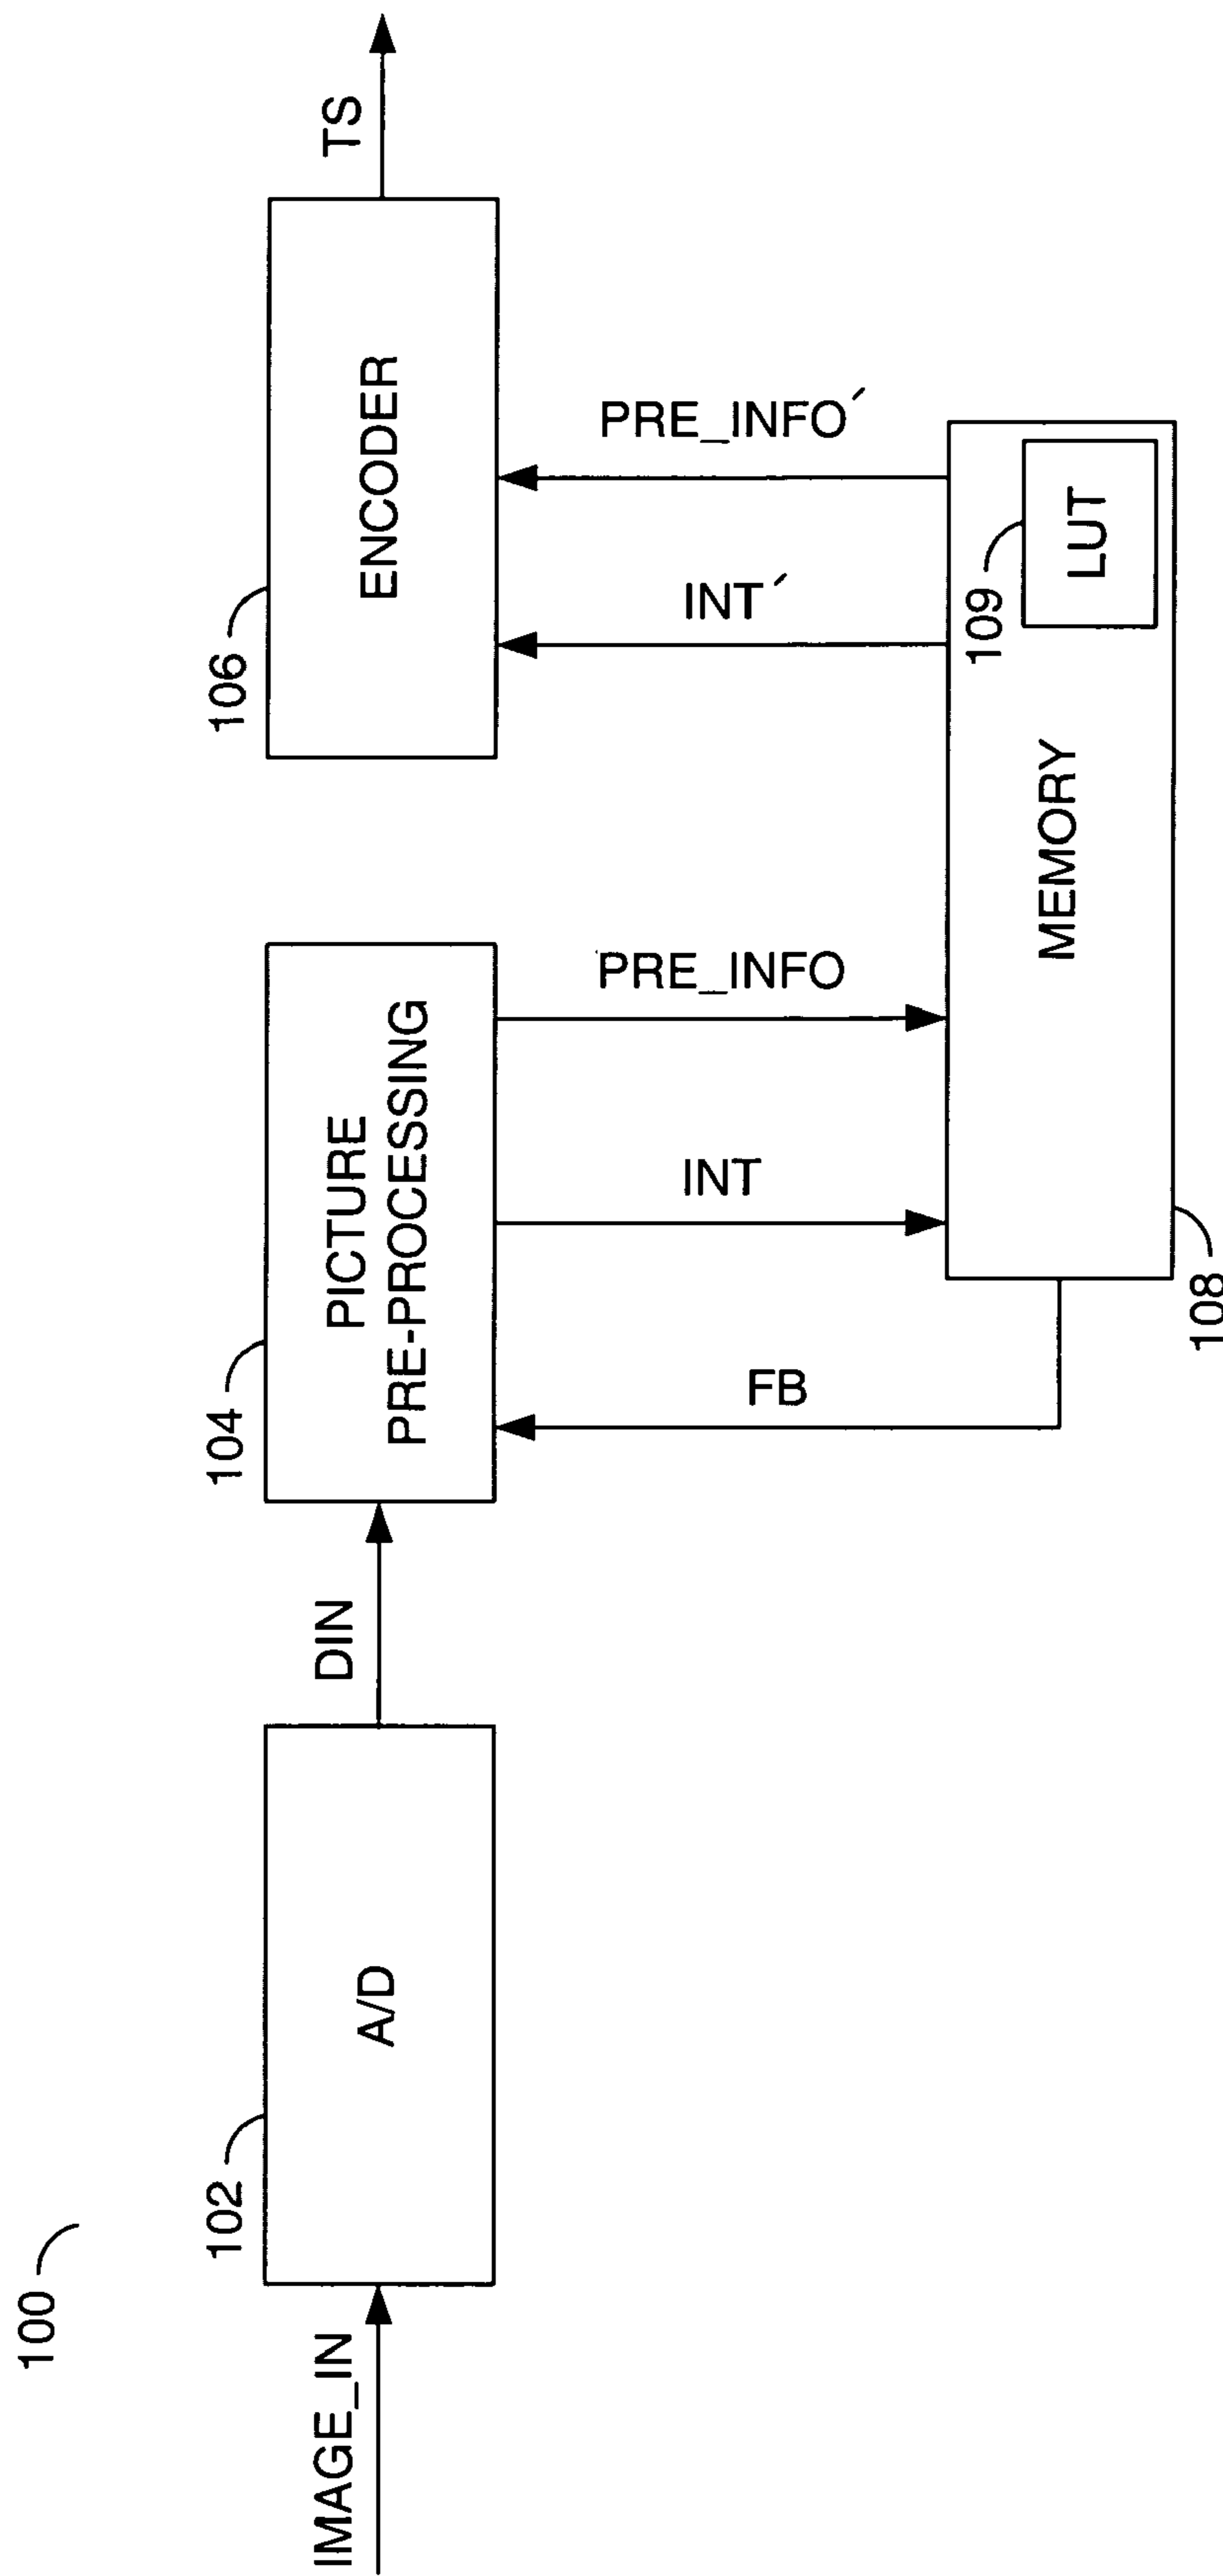 100
IMAGE_IN
102
A/D
DIN
104
PICTURE
PRE-PROCESSING
FB
INT
PRE_INFO
106
ENCODER
TS
INT´
PRE_INFO´
MEMORY
108
109
LUT